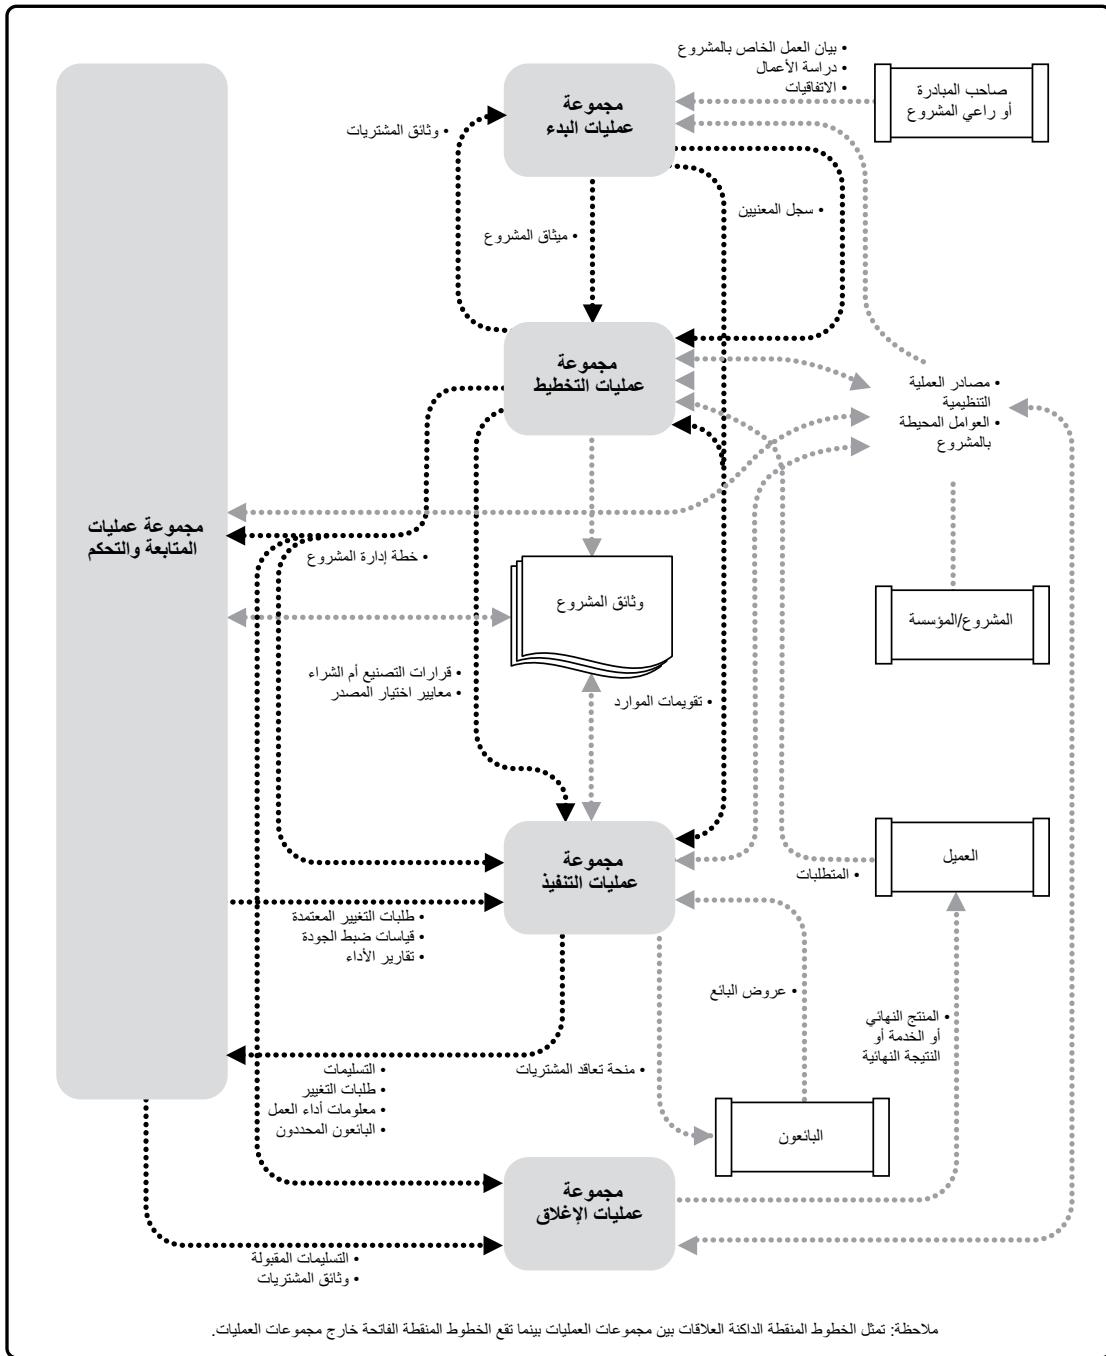 • بيان العمل الخاص بالمشروع
• دراسة الأعمال
• الاتفاقيات
صاحب المبادرة
أو راعي المشروع
مجموعة
عمليات البدء
• وثائق المشتريات
• سجل المعنيين
• ميثاق المشروع
مجموعة
عمليات التخطيط
• مصادر العملية
التنظيمية
• العوامل المحيطة
بالمشروع
مجموعة عمليات
المتابعة والتحكم
• خطة إدارة المشروع
وثائق المشروع
المشروع/المؤسسة
• قرارات التصنيع أم الشراء
• معايير اختيار المصدر
• تقويمات الموارد
مجموعة
عمليات التنفيذ
العميل
• المتطلبات
• طلبات التغيير المعتمدة
• قياسات ضبط الجودة
• تقارير الأداء
• عروض البائع
• المنتج النهائي
أو الخدمة أو
النتيجة النهائية
• منحة تعاقد المشتريات
• التسليمات
• طلبات التغيير
• معلومات أداء العمل
• البائعون المحددون
البائعون
مجموعة
عمليات الإغلاق
• التسليمات المقبولة
• وثائق المشتريات
ملاحظة: تمثل الخطوط المنقطة الداكنة العلاقات بين مجموعات العمليات بينما تقع الخطوط المنقطة الفاتحة خارج مجموعات العمليات.